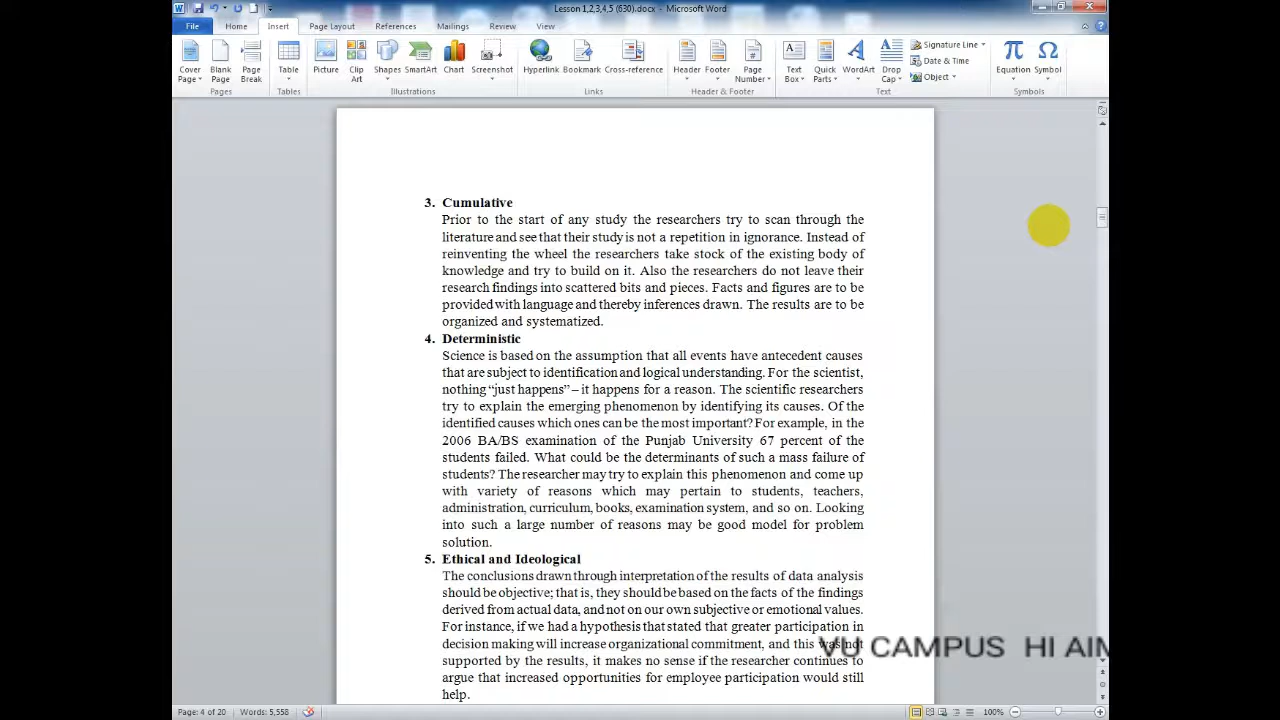 Lesson 1,2,3,4,5 (630).docx - Microsoft Word
File Home Insert Page Layout References Mailings Review View
Cover Page Blank Page Page Break Table Picture Clip Art Shapes SmartArt Chart Screenshot Hyperlink Bookmark Cross-reference Header Footer Page Number Text Box Quick Parts WordArt Drop Cap Signature Line Date & Time Object Equation Symbol
Pages Tables Illustrations Links Header & Footer Text Symbols
3. Cumulative
Prior to the start of any study the researchers try to scan through the
literature and see that their study is not a repetition in ignorance. Instead of
reinventing the wheel the researchers take stock of the existing body of
knowledge and try to build on it. Also the researchers do not leave their
research findings into scattered bits and pieces. Facts and figures are to be
provided with language and thereby inferences drawn. The results are to be
organized and systematized.
4. Deterministic
Science is based on the assumption that all events have antecedent causes
that are subject to identification and logical understanding. For the scientist,
nothing “just happens” – it happens for a reason. The scientific researchers
try to explain the emerging phenomenon by identifying its causes. Of the
identified causes which ones can be the most important? For example, in the
2006 BA/BS examination of the Punjab University 67 percent of the
students failed. What could be the determinants of such a mass failure of
students? The researcher may try to explain this phenomenon and come up
with variety of reasons which may pertain to students, teachers,
administration, curriculum, books, examination system, and so on. Looking
into such a large number of reasons may be good model for problem
solution.
5. Ethical and Ideological
The conclusions drawn through interpretation of the results of data analysis
should be objective; that is, they should be based on the facts of the findings
derived from actual data, and not on our own subjective or emotional values.
For instance, if we had a hypothesis that stated that greater participation in
decision making will increase organizational commitment, and this was not
supported by the results, it makes no sense if the researcher continues to
argue that increased opportunities for employee participation would still
help.
VU CAMPUS HI AIM
Page: 4 of 20 Words: 5,558 100%